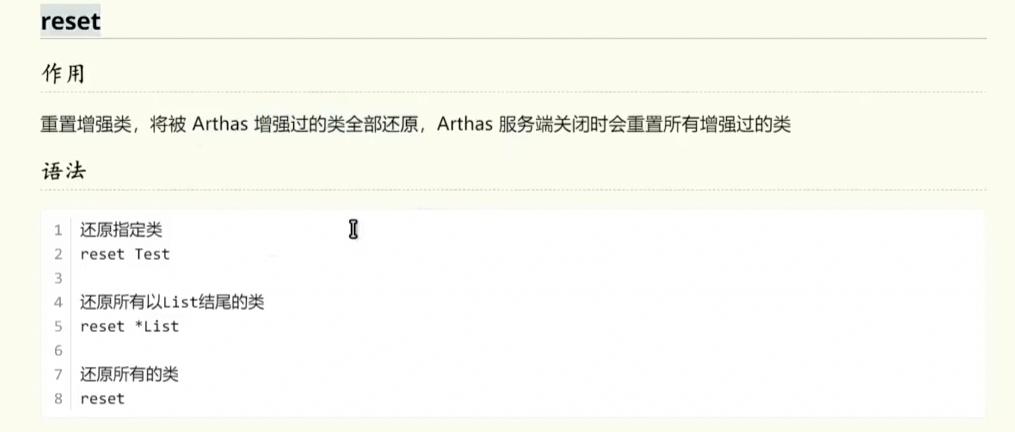 reset
作用
重置增强类，将被 Arthas 增强过的类全部还原，Arthas 服务端关闭时会重置所有增强过的类
语法
1 还原指定类
2 reset Test
3
4 还原所有以List结尾的类
5 reset *List
6
7 还原所有的类
8 reset